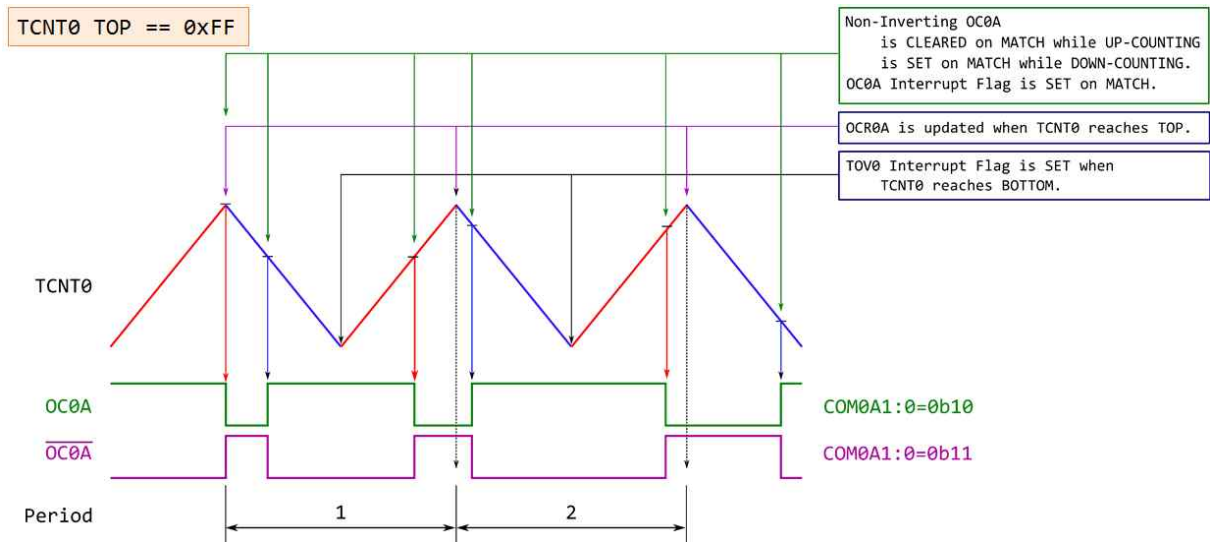 TCNT0 TOP == 0xFF
Non-Inverting OC0A
is CLEARED on MATCH while UP-COUNTING
is SET on MATCH while DOWN-COUNTING.
OC0A Interrupt Flag is SET on MATCH.
OCR0A is updated when TCNT0 reaches TOP.
TOV0 Interrupt Flag is SET when
TCNT0 reaches BOTTOM.
TCNT0
OC0A
COM0A1:0=0b10
OC0A
COM0A1:0=0b11
Period
1
2